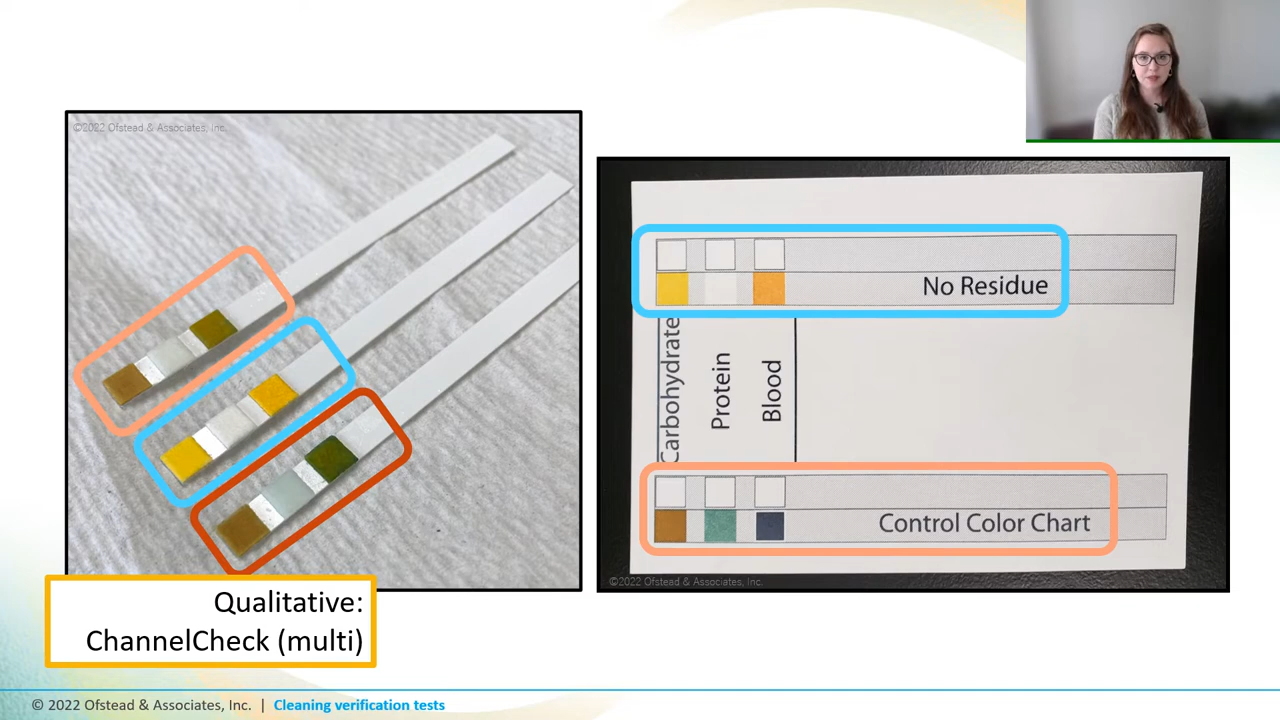 ©2022 Ofstead & Associates, Inc.
No Residue
Carbohydrate
Protein
Blood
Control Color Chart
©2022 Ofstead & Associates, Inc.
Qualitative:
ChannelCheck (multi)
© 2022 Ofstead & Associates, Inc. | Cleaning verification tests